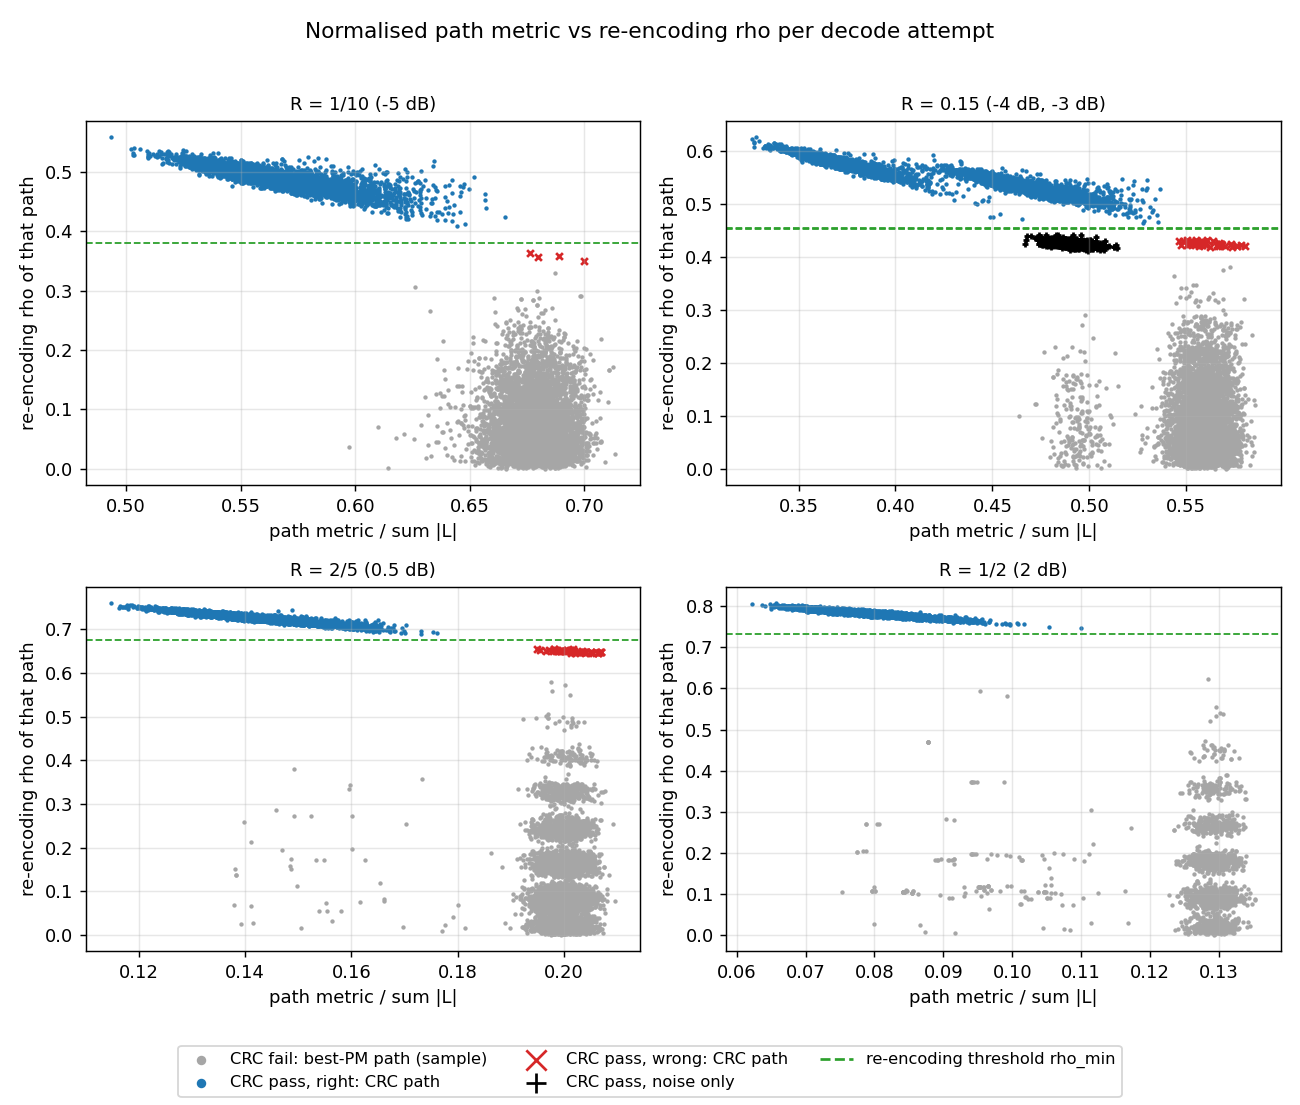 Normalised path metric vs re-encoding rho per decode attempt
R = 1/10 (-5 dB)
re-encoding rho of that path
0.5
0.4
0.3
0.2
0.1
0.0
0.50 0.55 0.60 0.65 0.70
path metric / sum |L|
R = 0.15 (-4 dB, -3 dB)
re-encoding rho of that path
0.6
0.5
0.4
0.3
0.2
0.1
0.0
0.35 0.40 0.45 0.50 0.55
path metric / sum |L|
R = 2/5 (0.5 dB)
re-encoding rho of that path
0.7
0.6
0.5
0.4
0.3
0.2
0.1
0.0
0.12 0.14 0.16 0.18 0.20
path metric / sum |L|
R = 1/2 (2 dB)
re-encoding rho of that path
0.8
0.7
0.6
0.5
0.4
0.3
0.2
0.1
0.0
0.06 0.07 0.08 0.09 0.10 0.11 0.12 0.13
path metric / sum |L|
CRC fail: best-PM path (sample)
CRC pass, right: CRC path
CRC pass, wrong: CRC path
CRC pass, noise only
re-encoding threshold rho_min